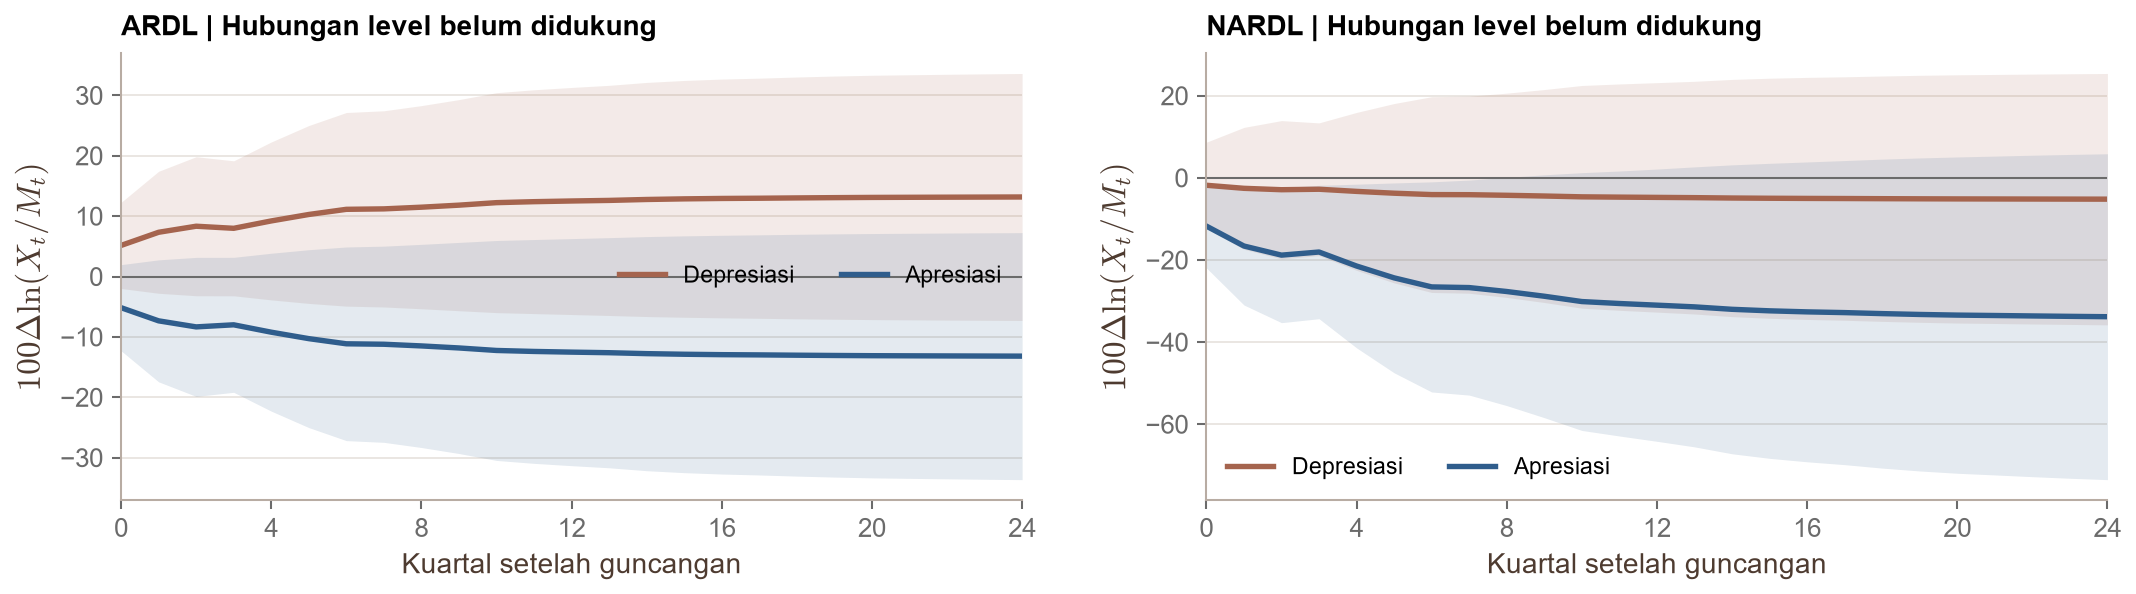 ARDL | Hubungan level belum didukung
100Δln(X_t/M_t)
30
20
10
0
−10
−20
−30
Depresiasi Apresiasi
0 4 8 12 16 20 24
Kuartal setelah guncangan
NARDL | Hubungan level belum didukung
100Δln(X_t/M_t)
20
0
−20
−40
−60
Depresiasi Apresiasi
0 4 8 12 16 20 24
Kuartal setelah guncangan